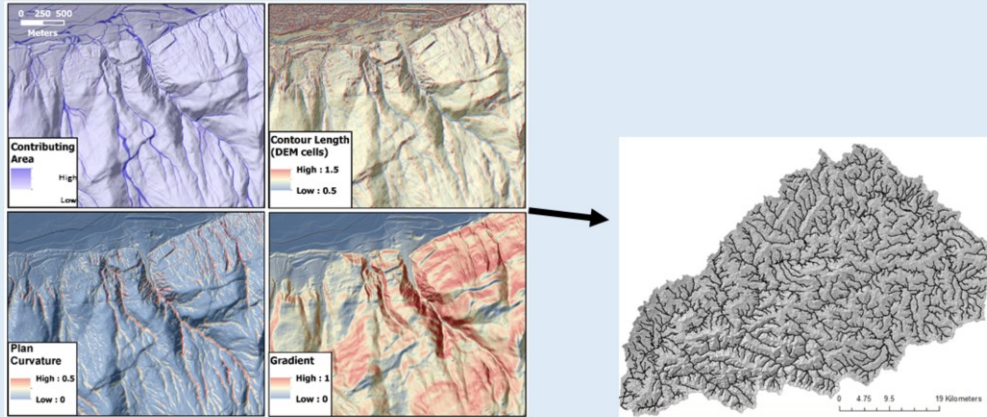 0 250 500
Meters
Contributing
Area
High
Low
Contour Length
(DEM cells)
High : 1.5
Low : 0.5
Plan
Curvature
High : 0.5
Low : 0
Gradient
High : 1
Low : 0
0 4.75 9.5 19 Kilometers